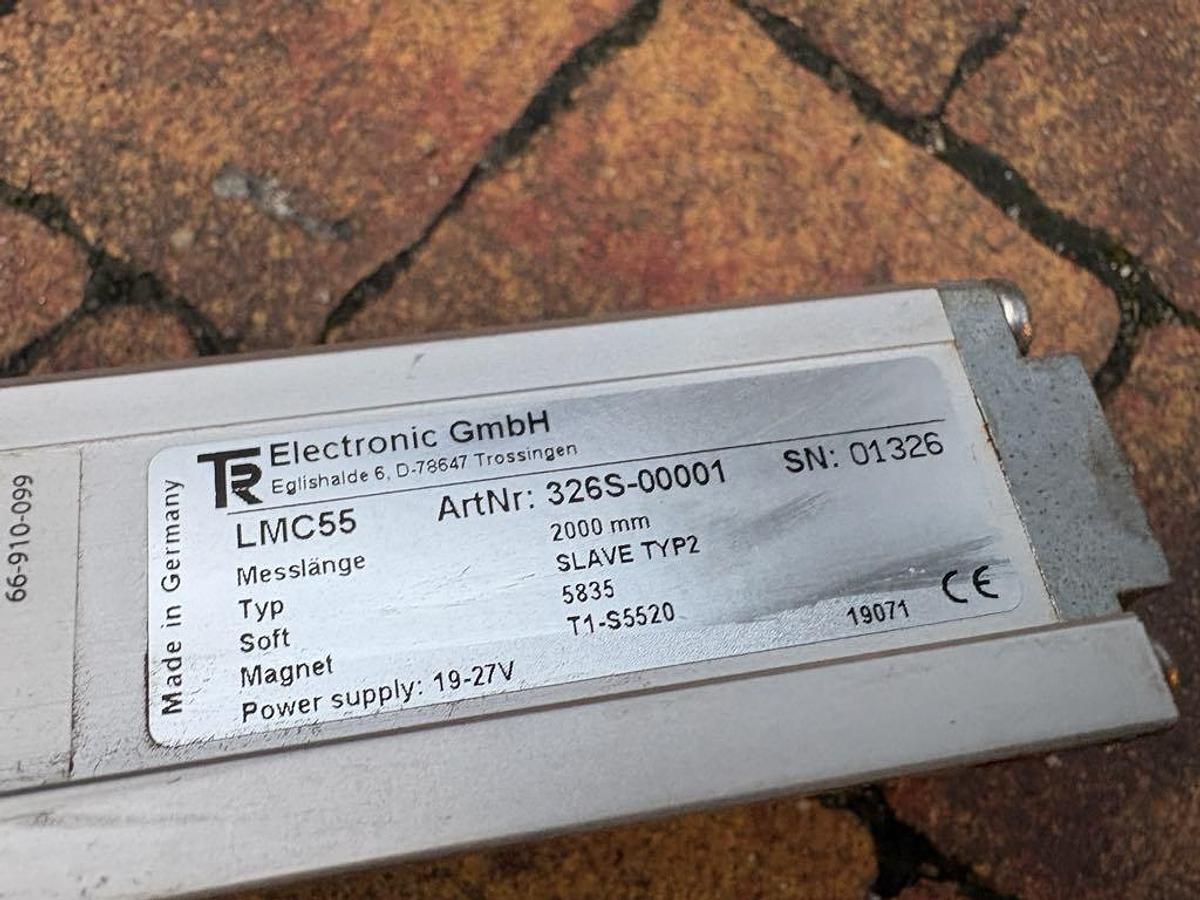 66-910-099
Made in Germany
TR Electronic GmbH
Eglishalde 6, D-78647 Trossingen
LMC55 ArtNr: 326S-00001 SN: 01326
Messlänge 2000 mm
Typ SLAVE TYP2
Soft 5835
Magnet T1-S5520
Power supply: 19-27V 19071 CE